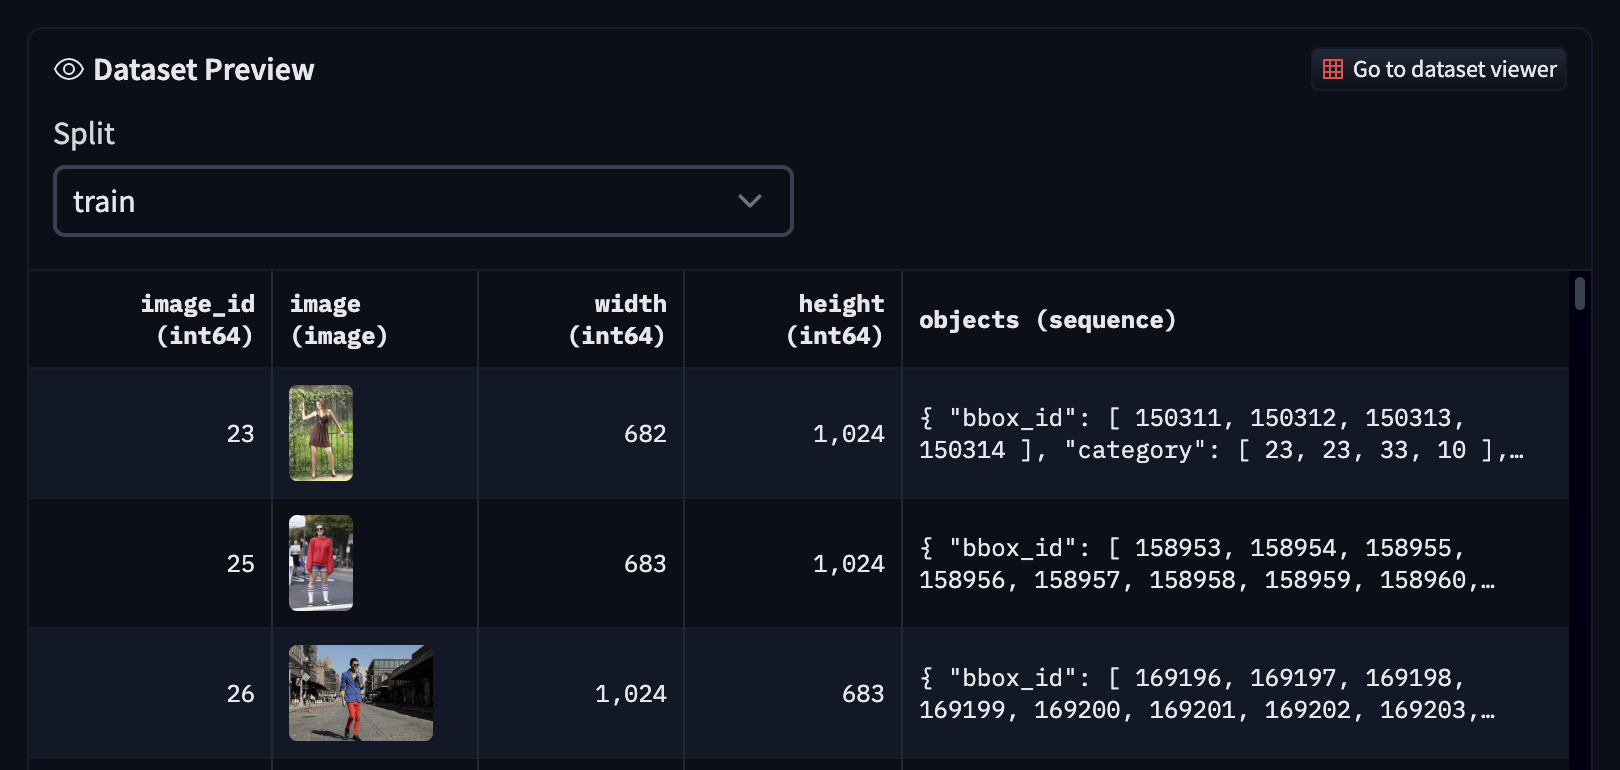 Dataset Preview
Go to dataset viewer
Split
train
image_id (int64)
image (image)
width (int64)
height (int64)
objects (sequence)
23
682
1,024
{ "bbox_id": [ 150311, 150312, 150313,
150314 ], "category": [ 23, 23, 33, 10 ],…
25
683
1,024
{ "bbox_id": [ 158953, 158954, 158955,
158956, 158957, 158958, 158959, 158960,…
26
1,024
683
{ "bbox_id": [ 169196, 169197, 169198,
169199, 169200, 169201, 169202, 169203,…